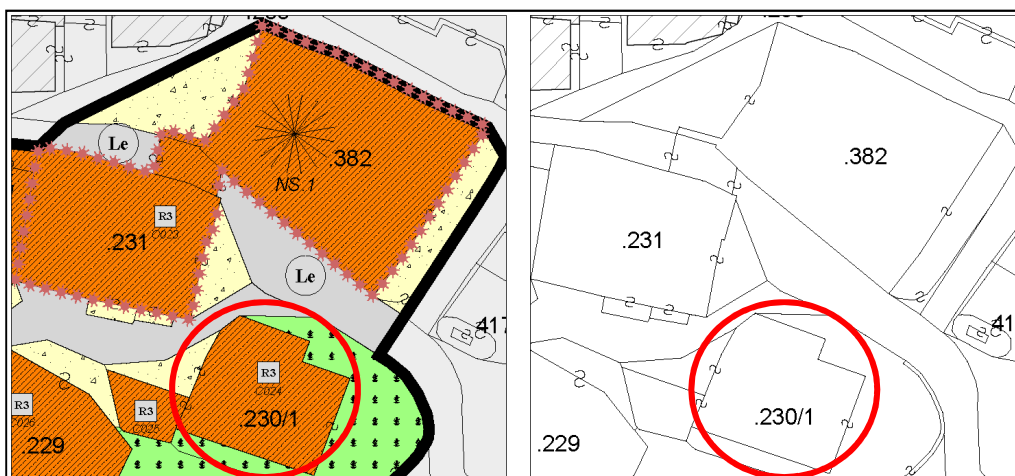 Le
.382
NS.1
R3
C023
.231
Le
417
R3
C024
R3
C026
R3
C025
.230/1
.229
.382
.231
41
.230/1
.229